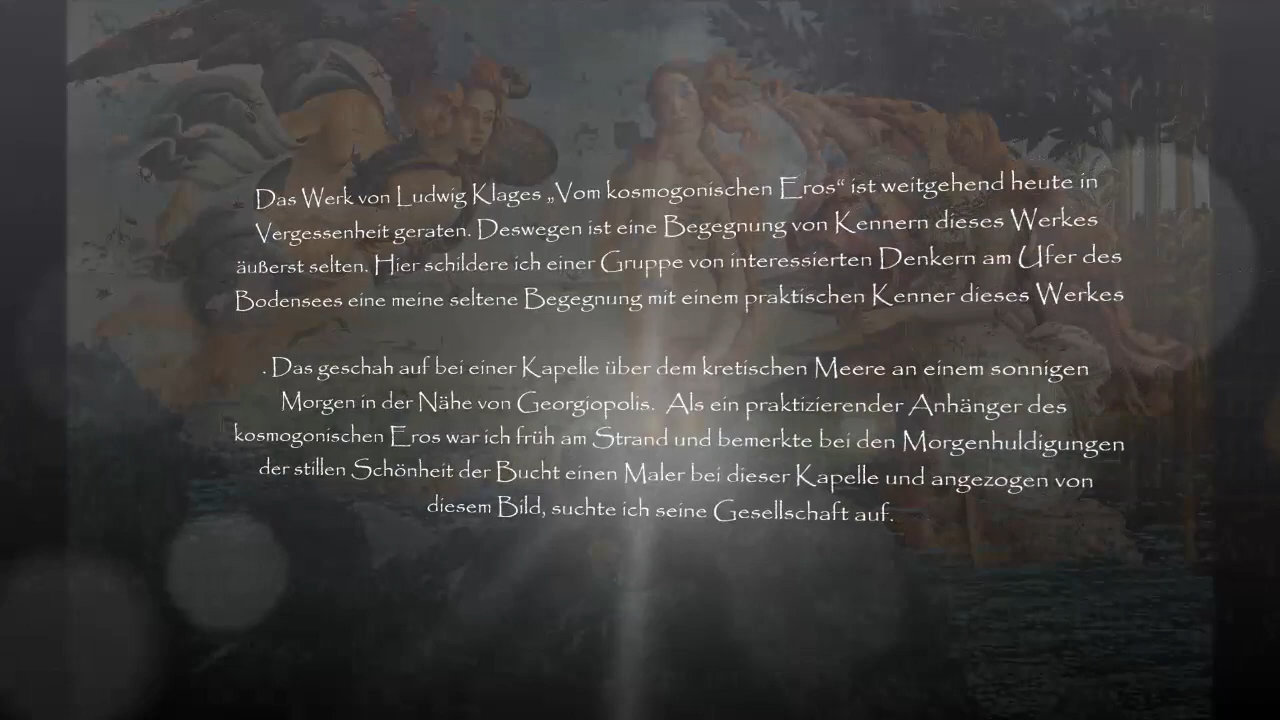 Das Werk von Ludwig Klages „Vom kosmogonischen Eros“ ist weitgehend heute in
Vergessenheit geraten. Deswegen ist eine Begegnung von Kennern dieses Werkes
äußerst selten. Hier schildere ich einer Gruppe von interessierten Denkern am Ufer des
Bodensees eine meine seltene Begegnung mit einem praktischen Kenner dieses Werkes
. Das geschah auf bei einer Kapelle über dem kretischen Meere an einem sonnigen
Morgen in der Nähe von Georgiopolis. Als ein praktizierender Anhänger des
kosmogonischen Eros war ich früh am Strand und bemerkte bei den Morgenhuldigungen
der stillen Schönheit der Bucht einen Maler bei dieser Kapelle und angezogen von
diesem Bild, suchte ich seine Gesellschaft auf.